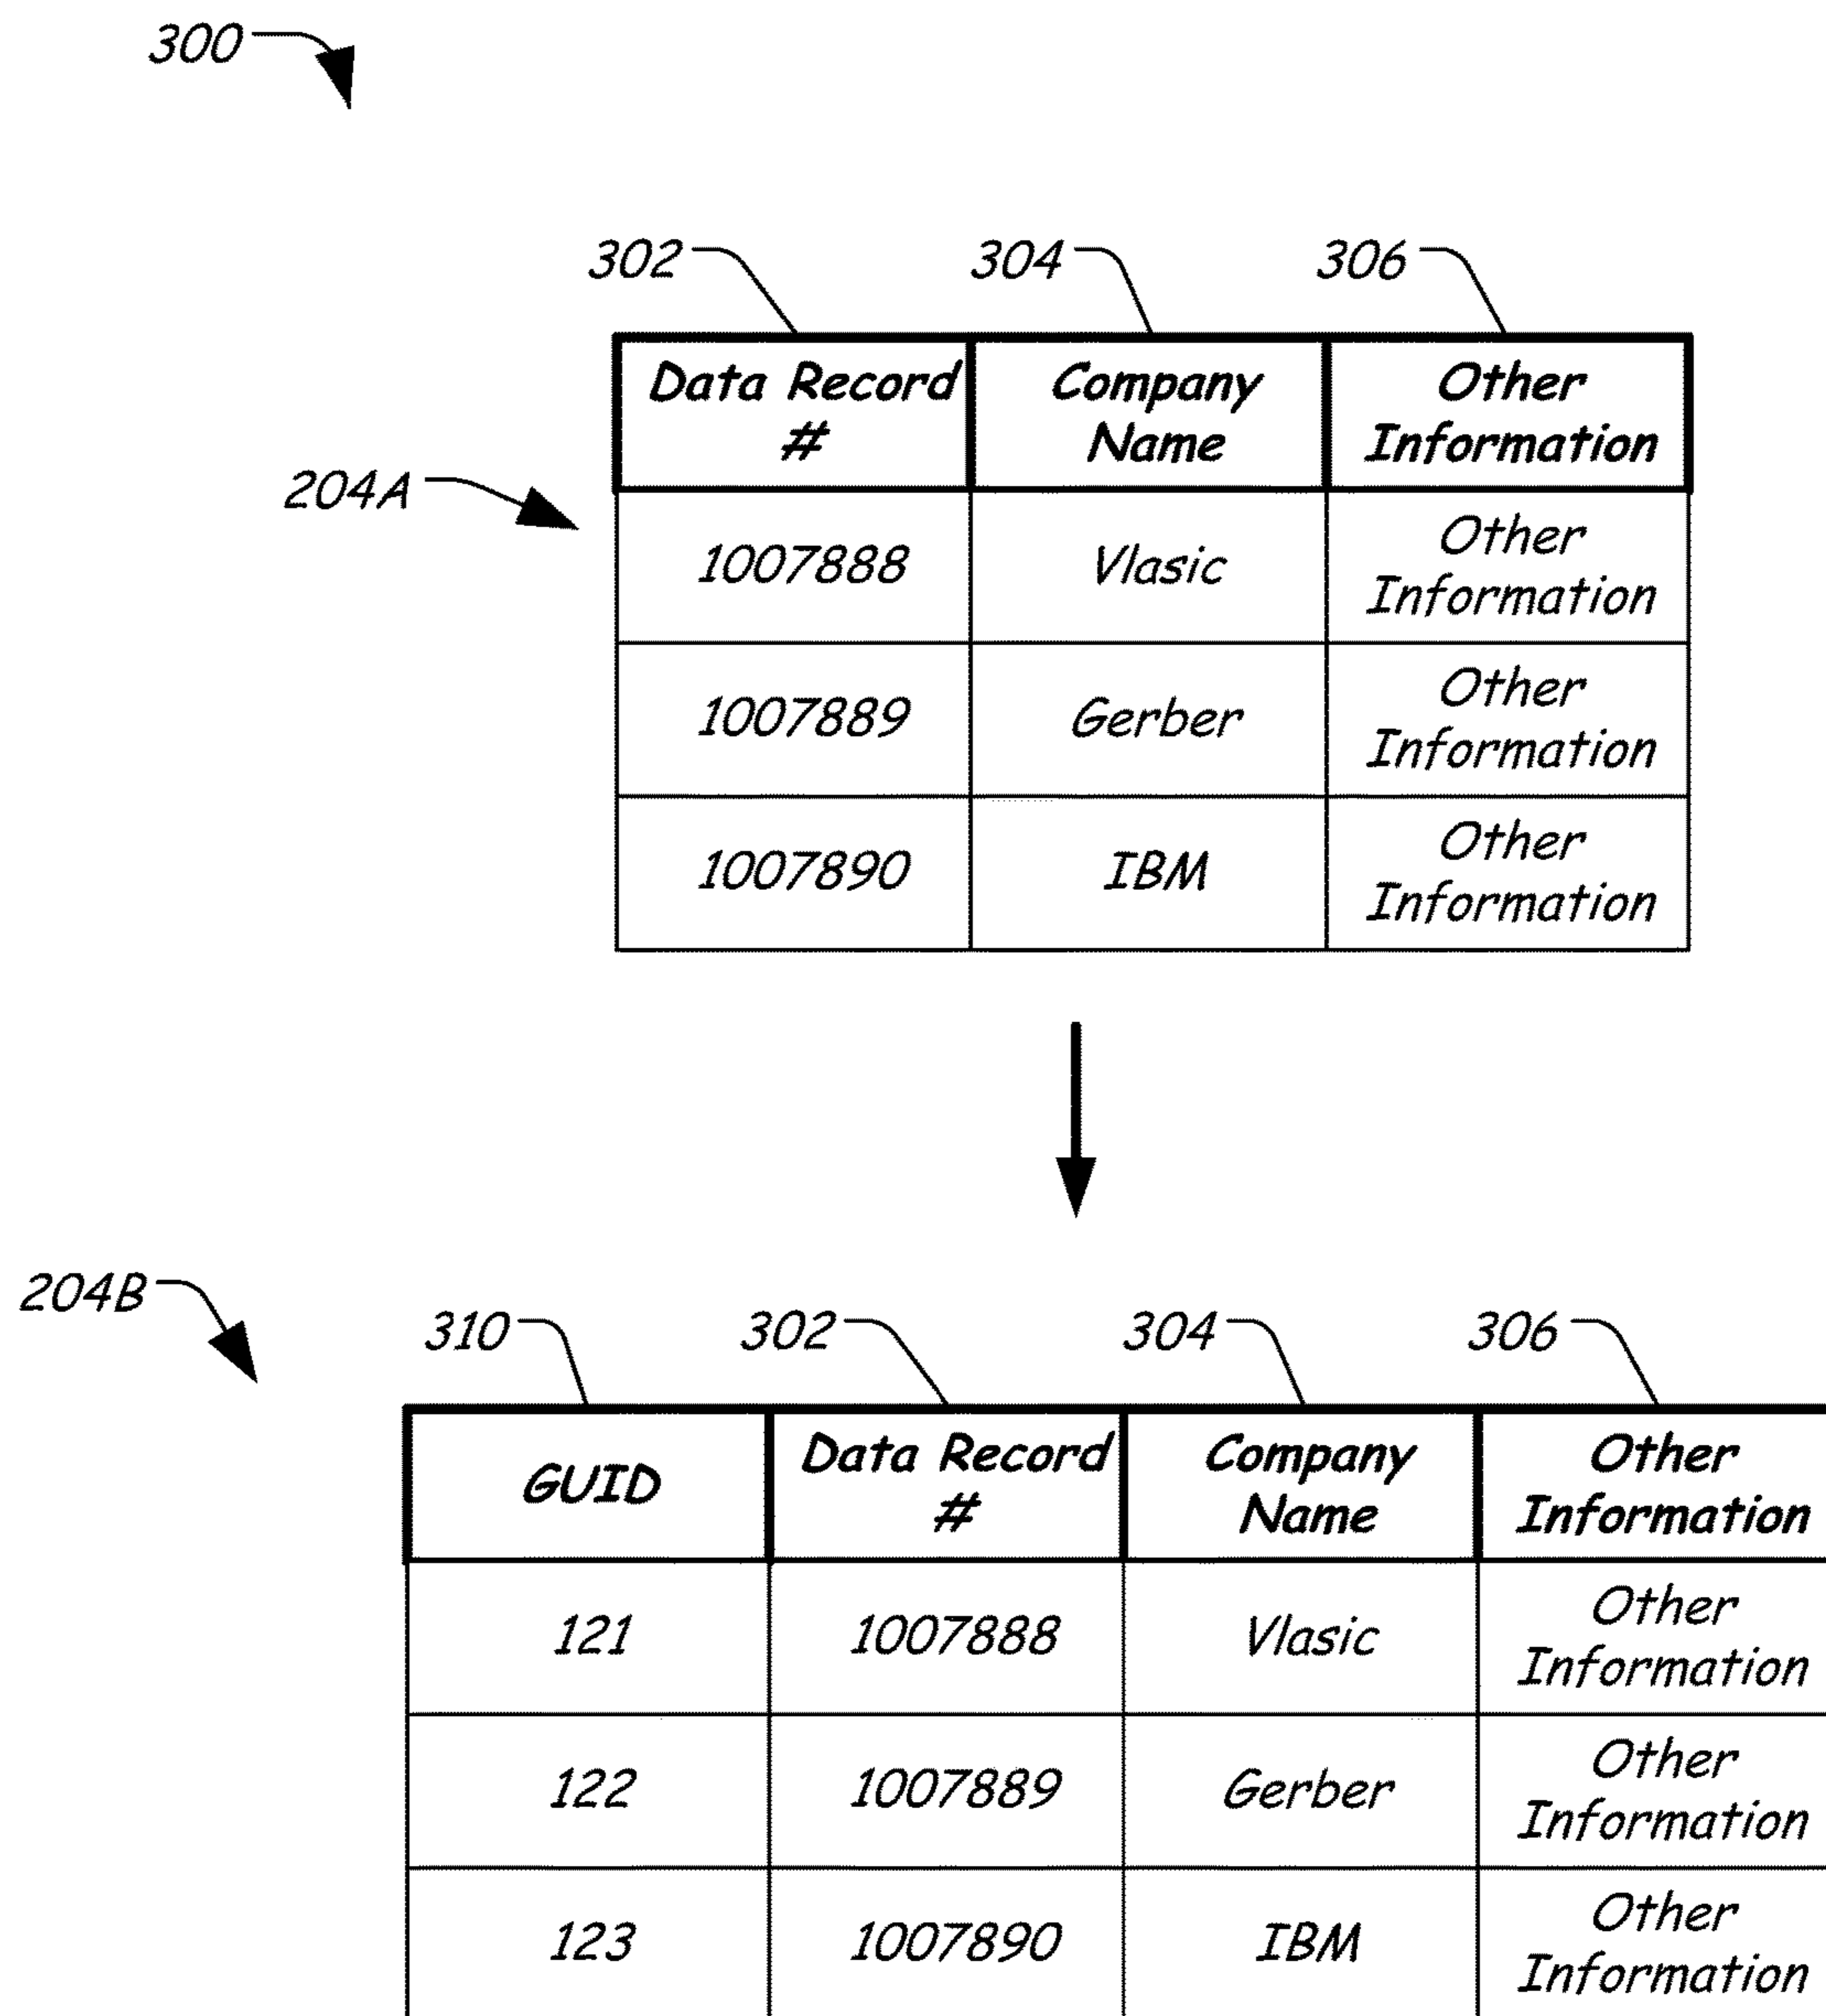 300
302 304 306
Data Record # Company Name Other Information
204A
1007888 Vlasic Other Information
1007889 Gerber Other Information
1007890 IBM Other Information
204B
310 302 304 306
GUID Data Record # Company Name Other Information
121 1007888 Vlasic Other Information
122 1007889 Gerber Other Information
123 1007890 IBM Other Information